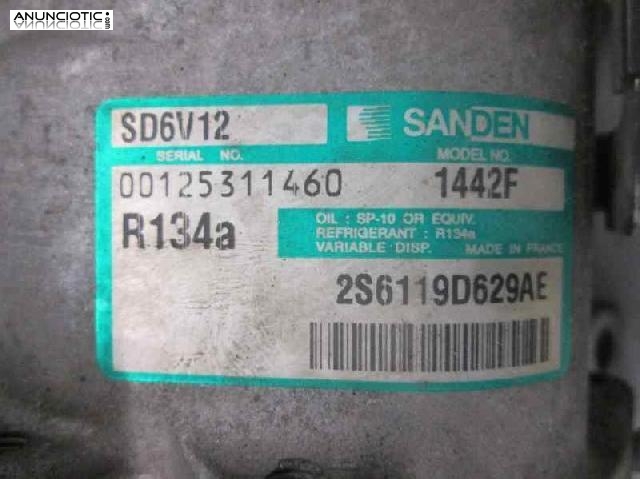 ANUNCIOTIC.com
SD6V12
SANDEN
SERIAL NO.
MODEL NO.
00125311460
1442F
R134a
OIL : SP-10 OR EQUIV.
REFRIGERANT : R134a
VARIABLE DISP. MADE IN FRANCE
2S6119D629AE